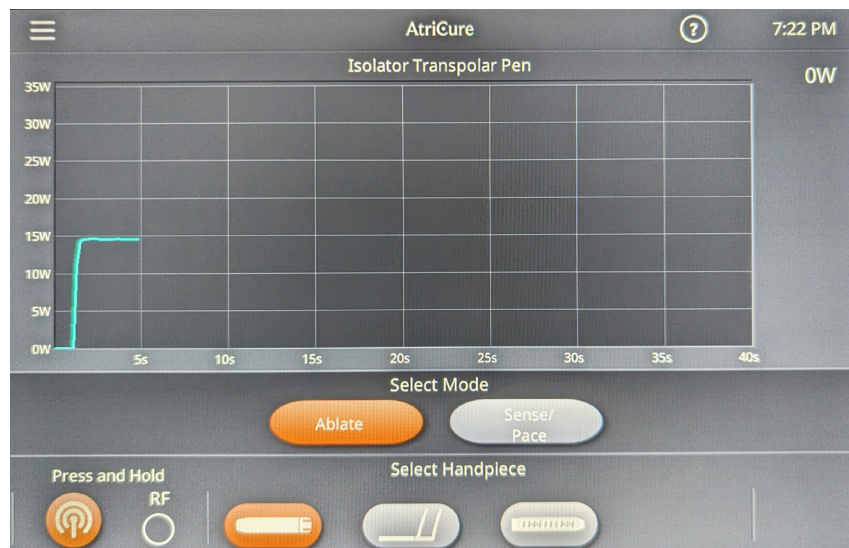 AtriCure
?
7:22 PM
Isolator Transpolar Pen
0W
35W
30W
25W
20W
15W
10W
5W
0W
5s
10s
15s
20s
25s
30s
35s
40s
Select Mode
Ablate
Sense/
Pace
Press and Hold
RF
Select Handpiece